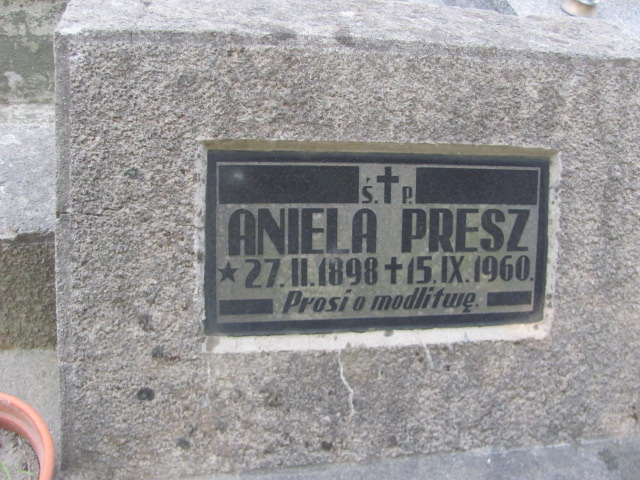 Ś. ✝ P.
ANIELA PRESZ
★ 27. II. 1898 ✝ 15. IX. 1960.
Prosi o modlitwę.